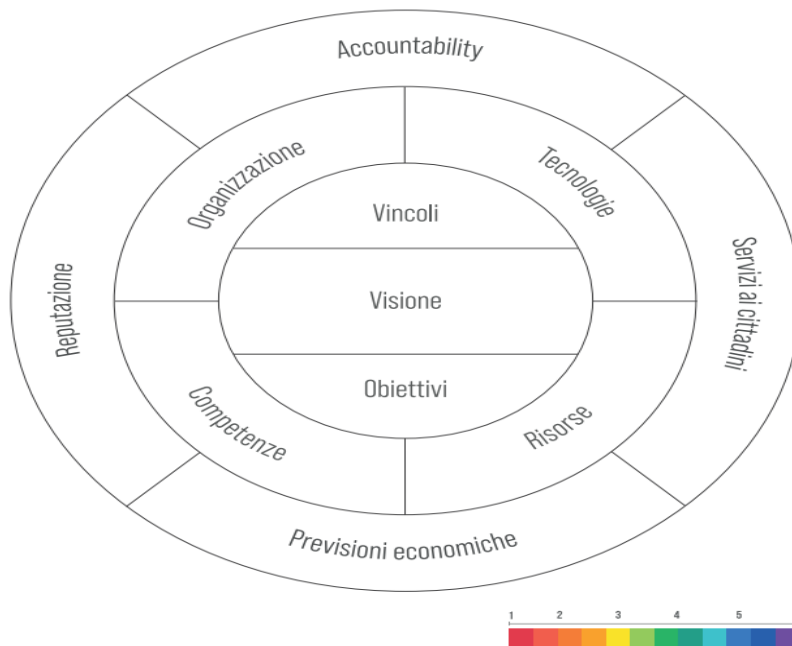 Accountability
Organizzazione
Tecnologie
Vincoli
Reputazione
Visione
Servizi ai cittadini
Obiettivi
Competenze
Risorse
Previsioni economiche
1 2 3 4 5